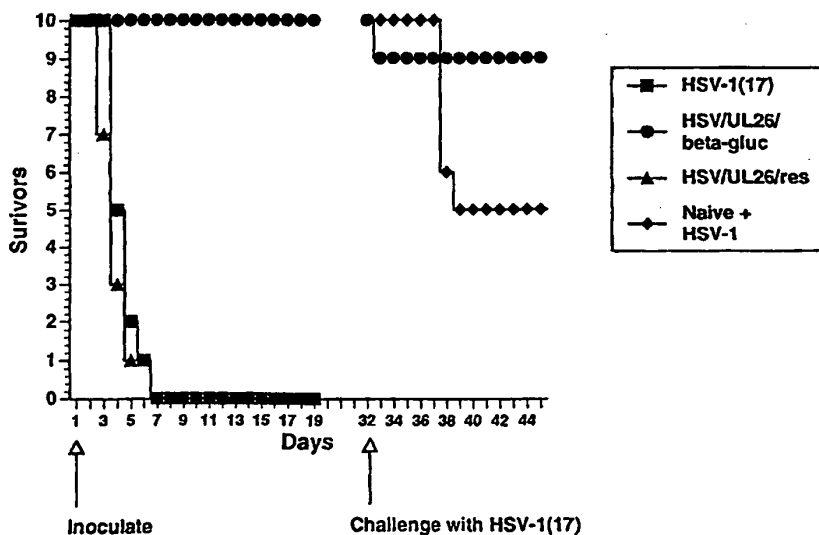 10
9
8
7
6
5
4
3
2
1
0
Surivors
1 3 5 7 9 11 13 15 17 19 32 34 36 38 40 42 44
Days
Inoculate
Challenge with HSV-1(17)
HSV-1(17)
HSV/UL26/
beta-gluc
HSV/UL26/res
Naive +
HSV-1